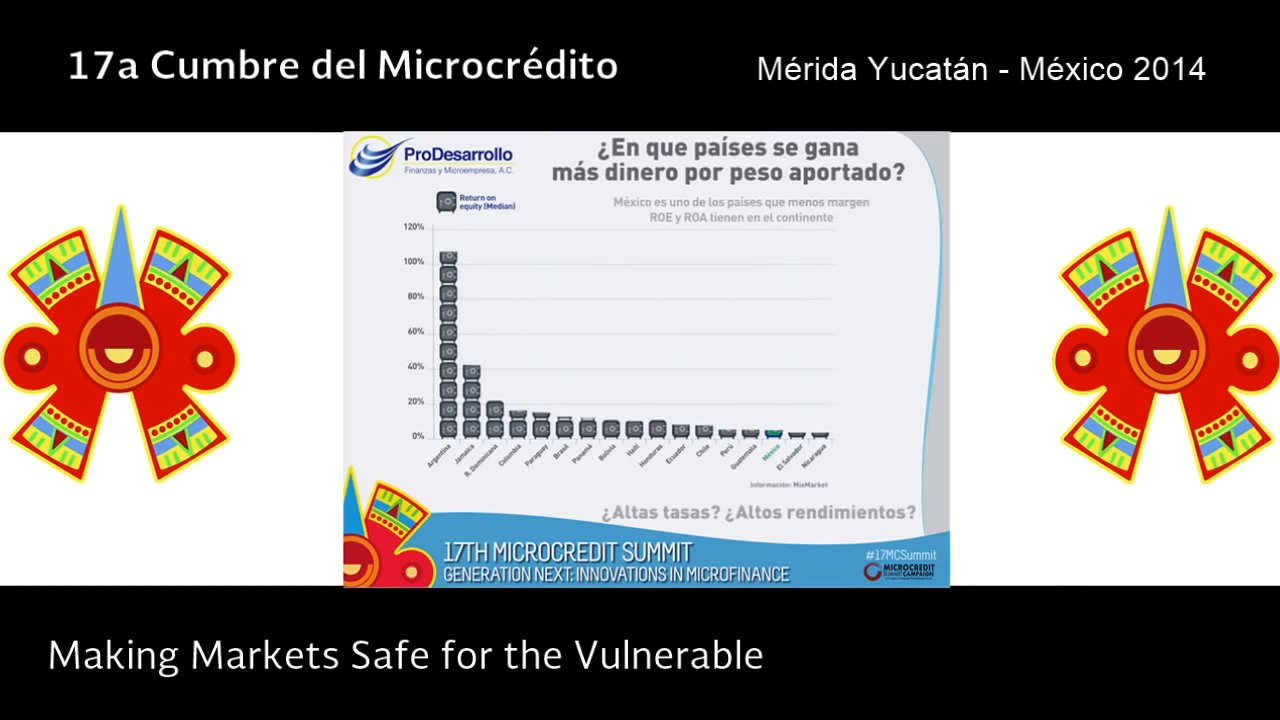 17a Cumbre del Microcrédito
Mérida Yucatán - México 2014
ProDesarrollo
Finanzas y Microempresa, A.C.
¿En que países se gana
más dinero por peso aportado?
México es uno de los países que menos margen
ROE y ROA tienen en el continente
Return on
equity (Median)
120%
100%
80%
60%
40%
20%
0%
Argentina
Jamaica
R. Dominicana
Colombia
Paraguay
Brasil
Panamá
Bolivia
Haití
Honduras
Ecuador
Chile
Perú
Guatemala
México
El Salvador
Nicaragua
Información: MixMarket
¿Altas tasas? ¿Altos rendimientos?
17TH MICROCREDIT SUMMIT
GENERATION NEXT: INNOVATIONS IN MICROFINANCE
#17MCSummit
MICROCREDIT
SUMMIT CAMPAIGN
Making Markets Safe for the Vulnerable